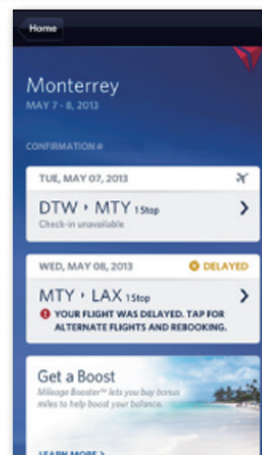 Home
Monterrey
MAY 7 - 8, 2013
CONFIRMATION #
TUE, MAY 07, 2013
DTW ‣ MTY 1 Stop
Check-in unavailable
WED, MAY 08, 2013 DELAYED
MTY ‣ LAX 1 Stop
YOUR FLIGHT WAS DELAYED. TAP FOR
ALTERNATE FLIGHTS AND REBOOKING.
Get a Boost
Mileage Booster™ lets you buy bonus
miles to help boost your balance.
LEARN MORE >